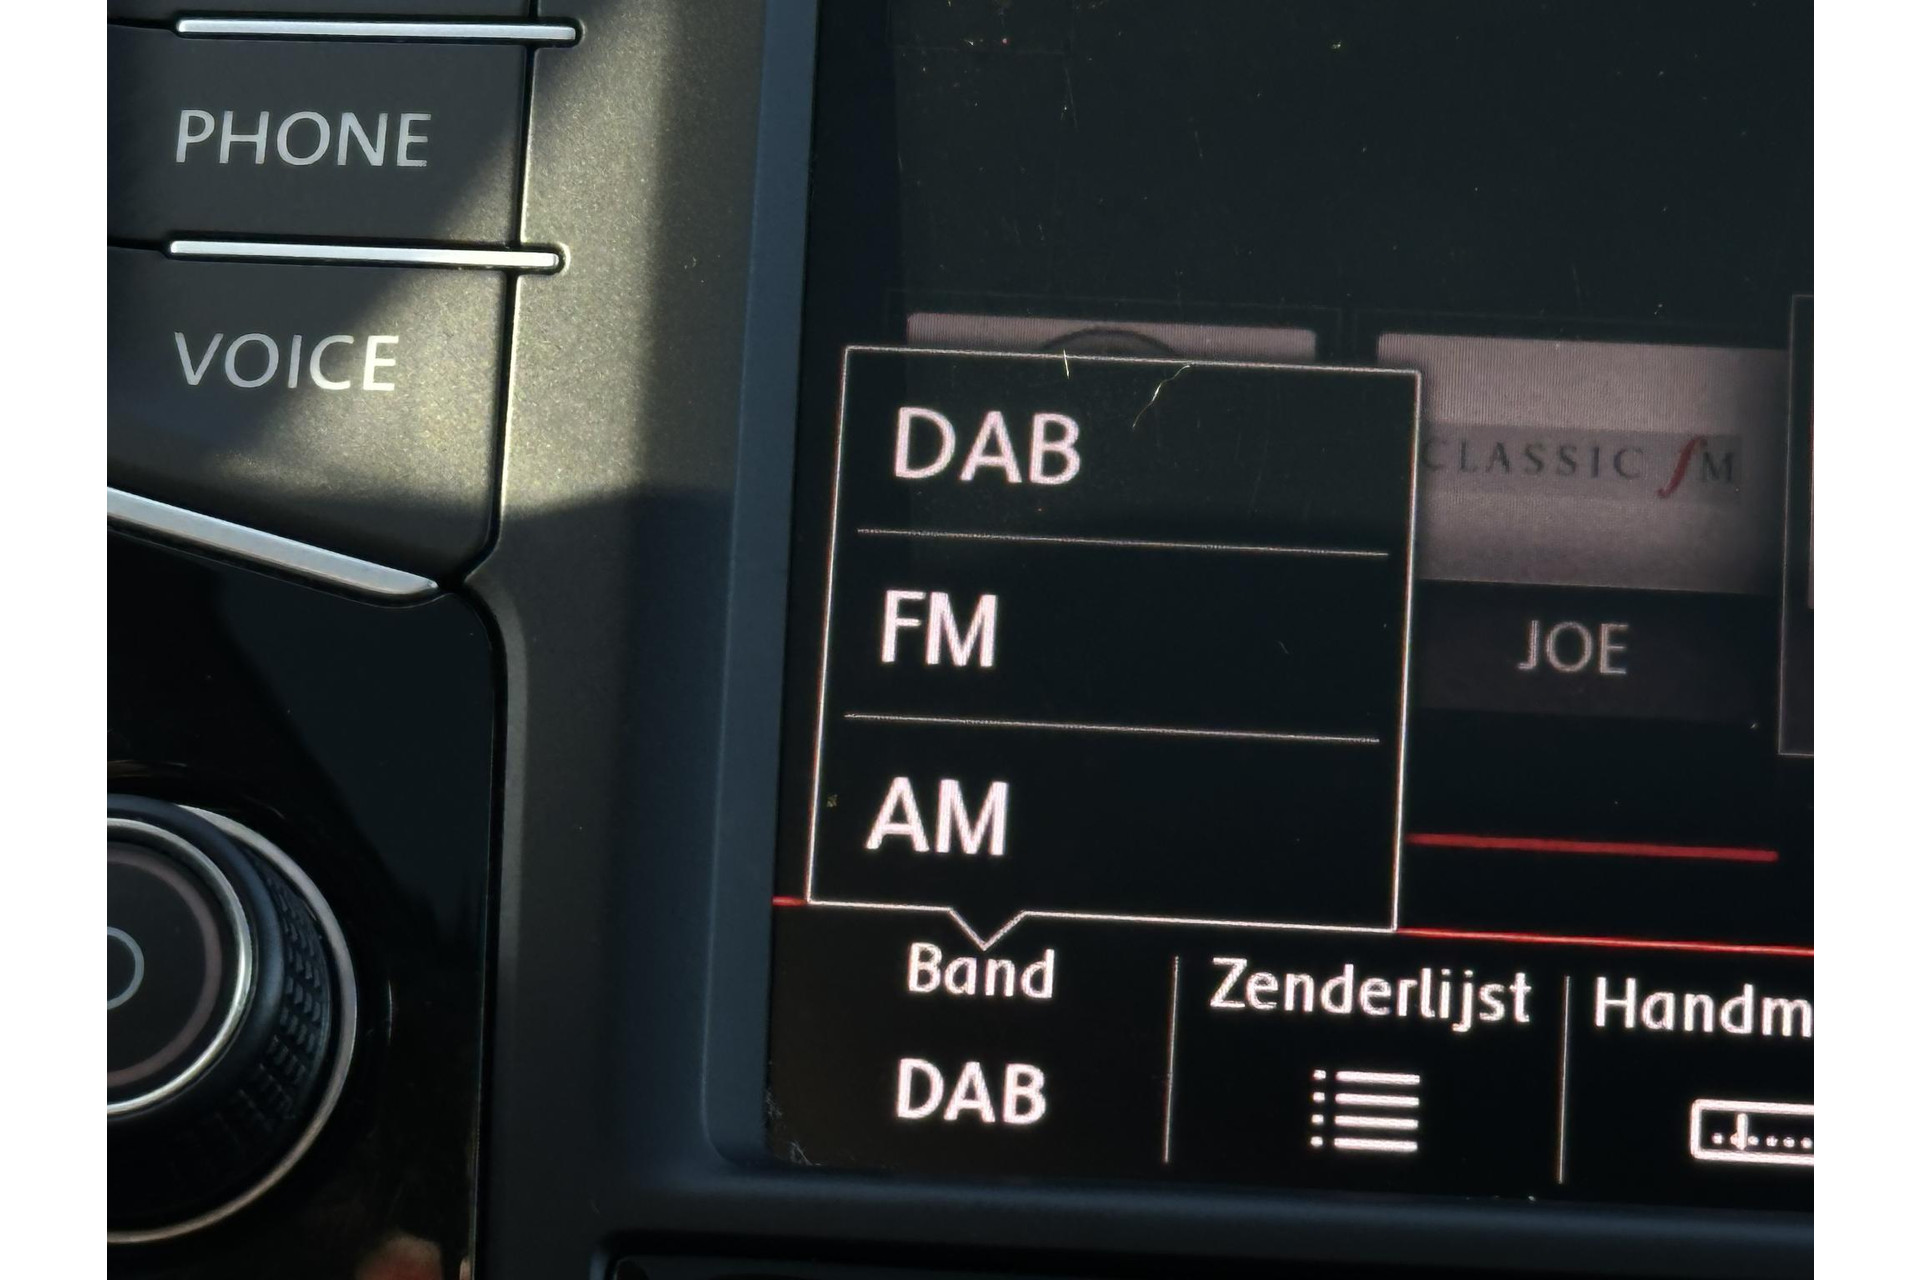 PHONE
VOICE
DAB
FM
AM
CLASSIC fM
JOE
Band
DAB
Zenderlijst
Handm